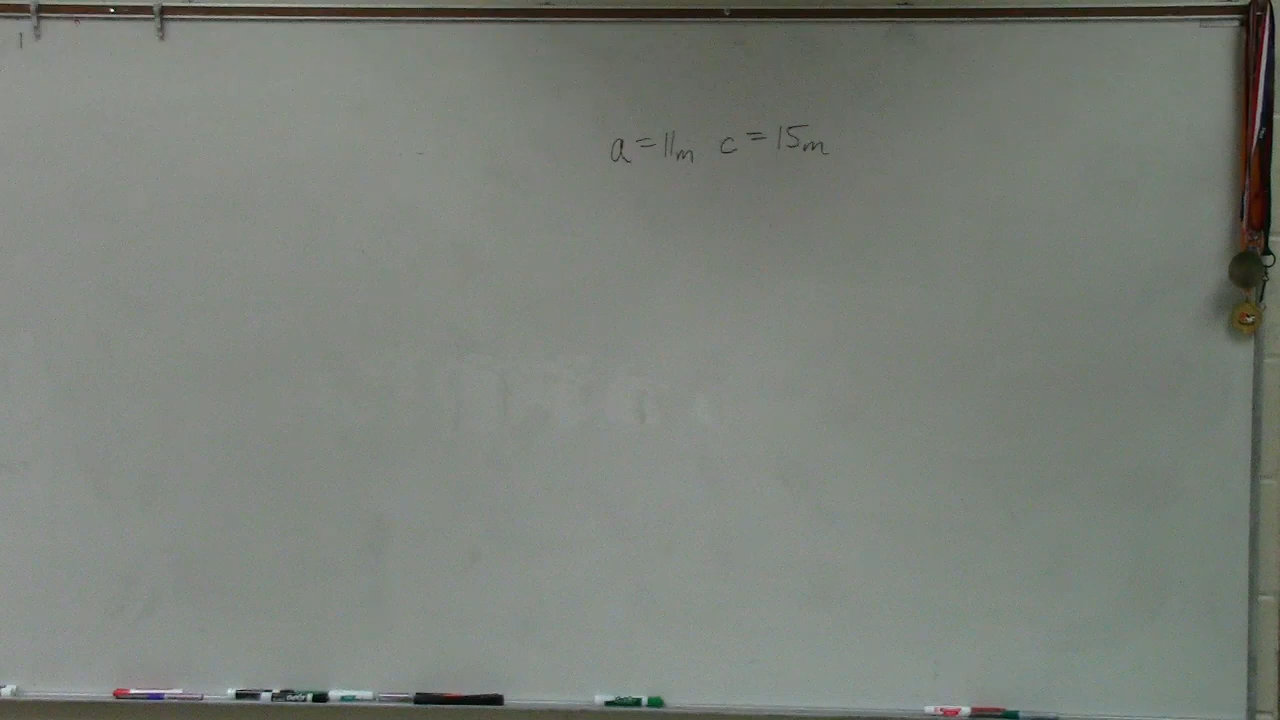 a = 11m c = 15m